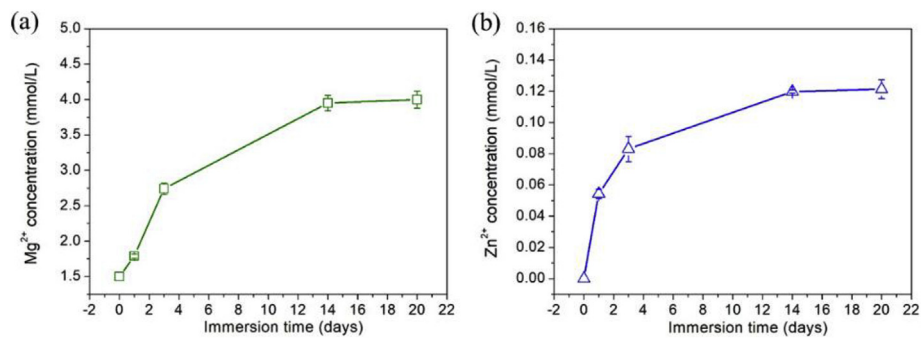 (a)
Mg²⁺ concentration (mmol/L)
5.0
4.5
4.0
3.5
3.0
2.5
2.0
1.5
-2 0 2 4 6 8 10 12 14 16 18 20 22
Immersion time (days)
(b)
Zn²⁺ concentration (mmol/L)
0.16
0.14
0.12
0.10
0.08
0.06
0.04
0.02
0.00
-2 0 2 4 6 8 10 12 14 16 18 20 22
Immersion time (days)